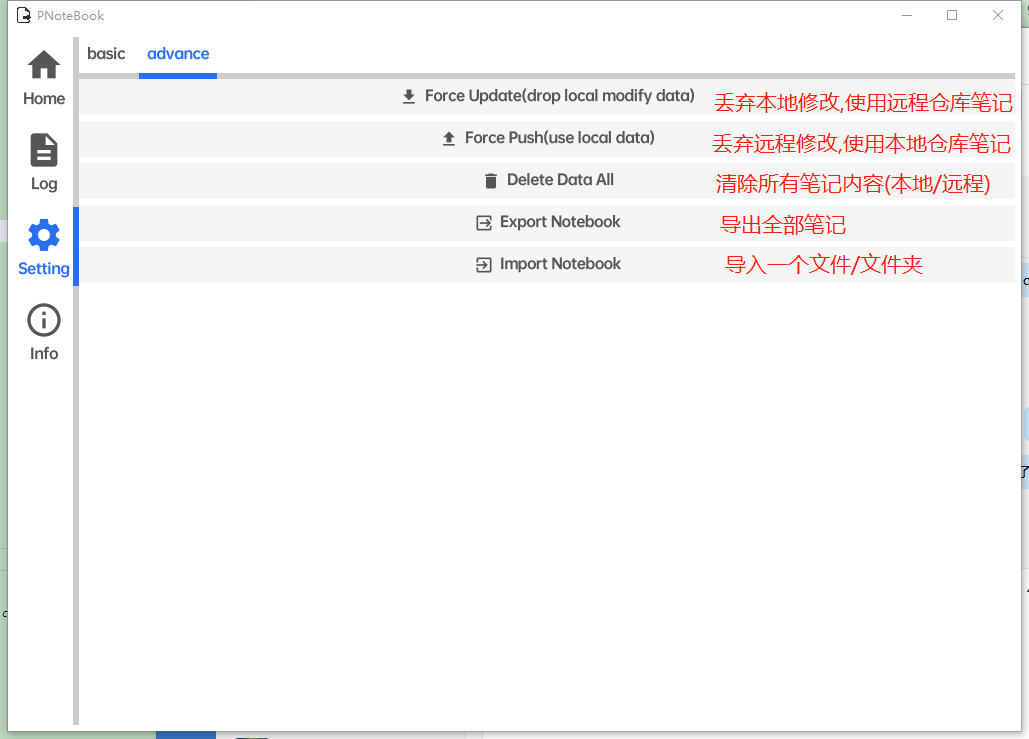 PNoteBook
basic advance
Home
Log
Setting
Info
Force Update(drop local modify data) 丢弃本地修改,使用远程仓库笔记
Force Push(use local data) 丢弃远程修改,使用本地仓库笔记
Delete Data All 清除所有笔记内容(本地/远程)
Export Notebook 导出全部笔记
Import Notebook 导入一个文件/文件夹